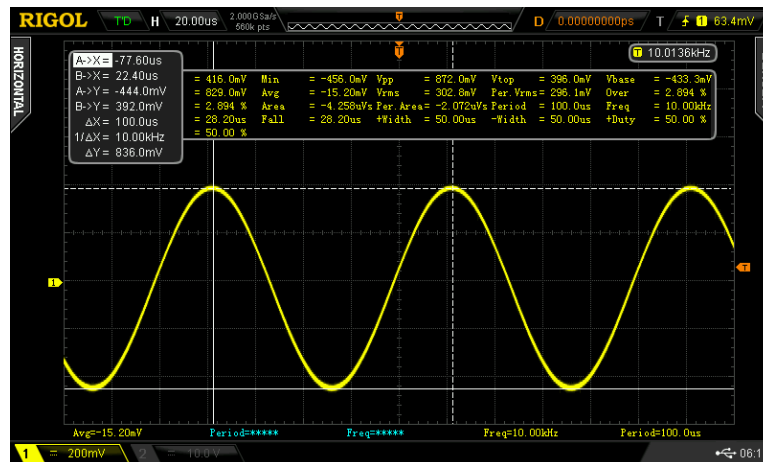 RIGOL T'D H 20.00us 2.000GSa/s 560k pts D 0.00000000ps T 1 63.4mV
HORIZONTAL
T 10.0136kHz
A->X= -77.60us
B->X= 22.40us
A->Y= -444.0mV
B->Y= 392.0mV
ΔX= 100.0us
1/ΔX= 10.00kHz
ΔY= 836.0mV
= 416.0mV Min = -456.0mV Vpp = 872.0mV Vtop = 396.0mV Vbase = -433.3mV
= 829.0mV Avg = -15.20mV Vrms = 302.8mV Per.Vrms= 296.1mV Over = 2.894 %
= 2.894 % Area = -4.258uVs Per.Area= -2.072uVs Period = 100.0us Freq = 10.00kHz
= 28.20us Fall = 28.20us +Width = 50.00us -Width = 50.00us +Duty = 50.00 %
= 50.00 %
T
1
T
Avg=-15.20mV Period=***** Freq=***** Freq=10.00kHz Period=100.0us
1 = 200mV 2 = 10.0 V 06:1